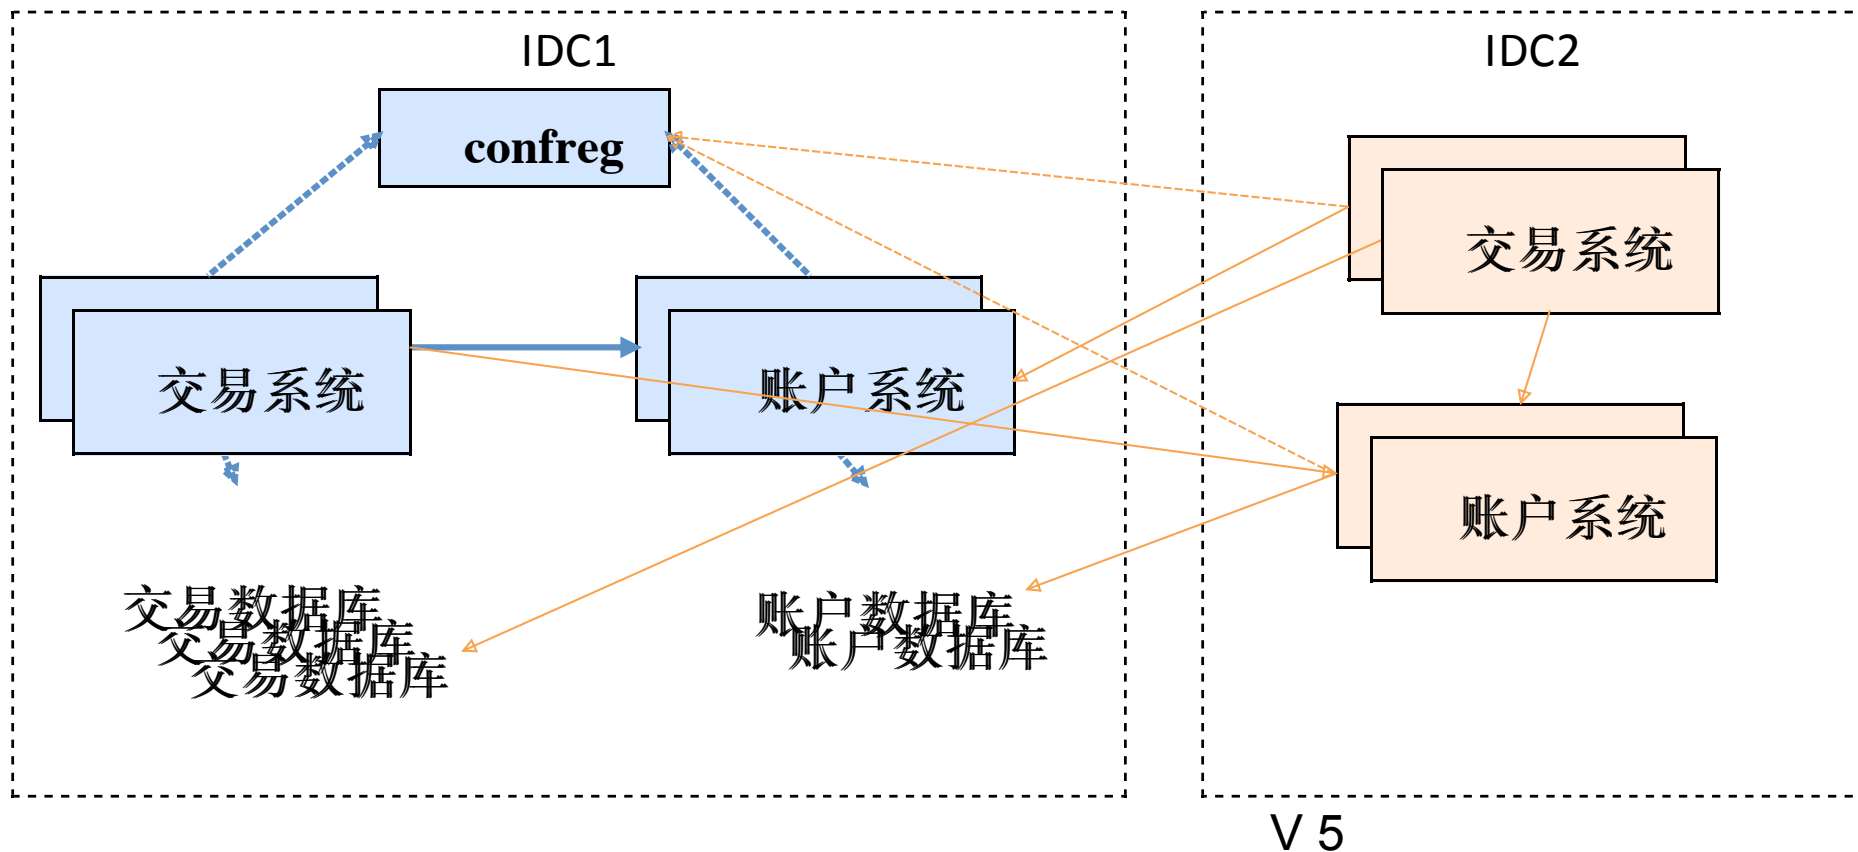 IDC1
IDC2
confreg
交易系统
交易系统
账户系统
账户系统
交易数据库
交易数据库
交易数据库
账户数据库
账户数据库
V 5